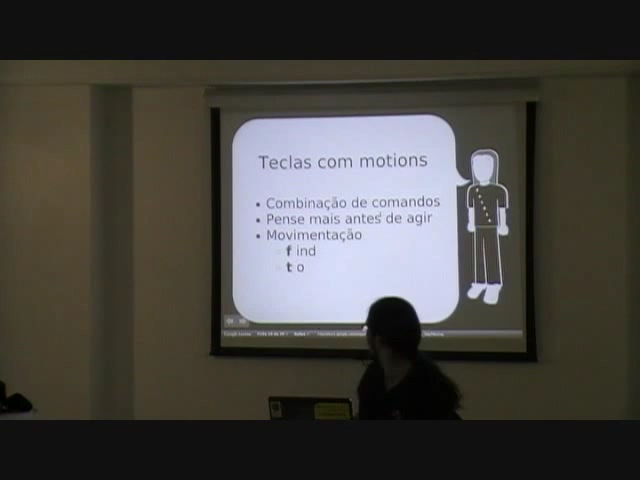 Teclas com motions
• Combinação de comandos
• Pense mais antes de agir
• Movimentação
f ind
t o